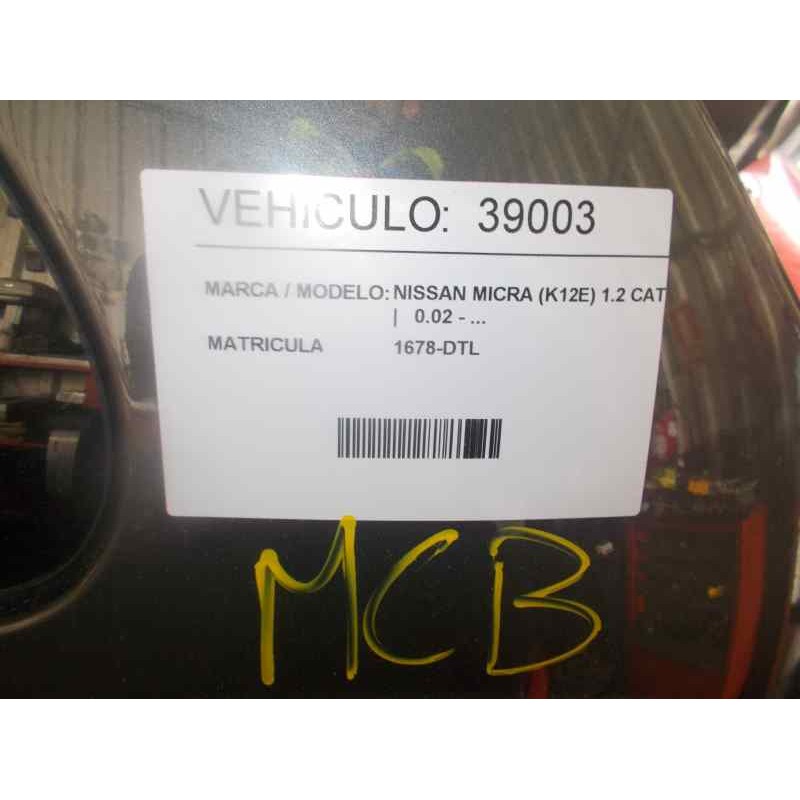 VEHICULO: 39003
MARCA / MODELO: NISSAN MICRA (K12E) 1.2 CAT
| 0.02 - ...
MATRICULA 1678-DTL
MCB